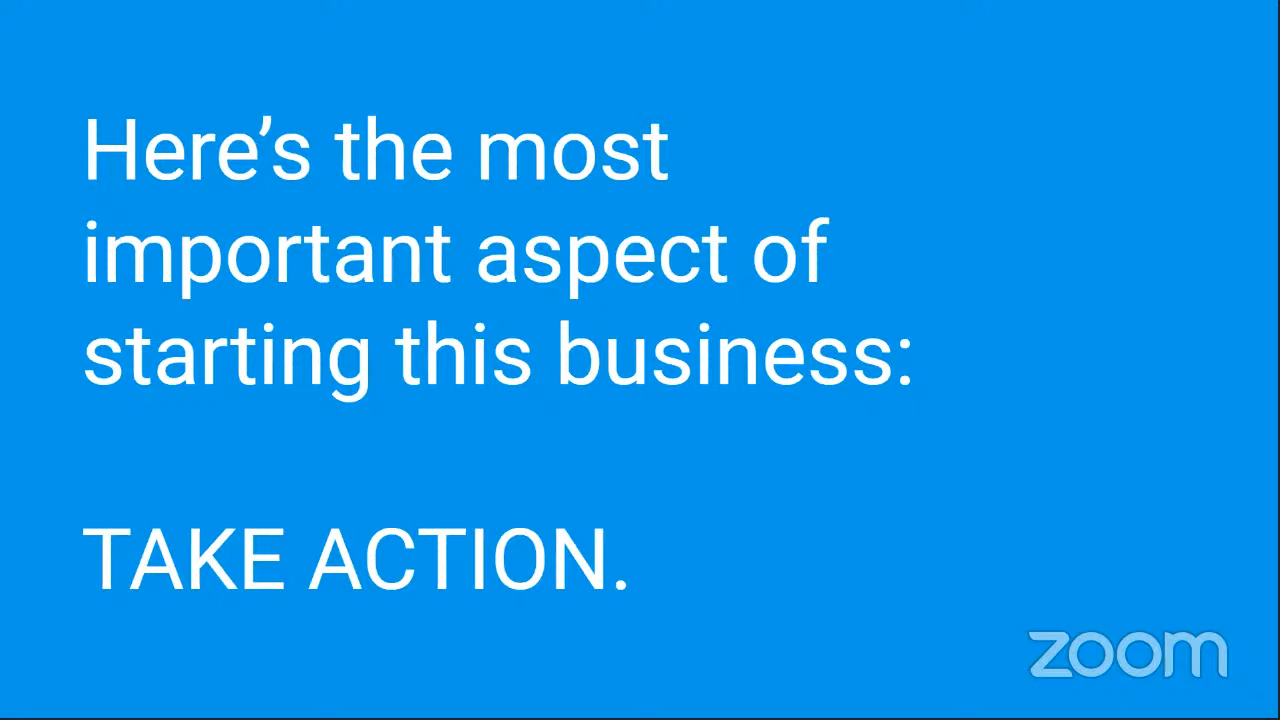 Here’s the most
important aspect of
starting this business:
TAKE ACTION.
zoom